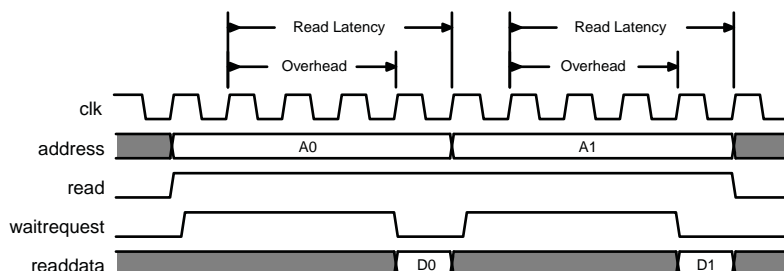 Read Latency Read Latency
Overhead Overhead
clk
address A0 A1
read
waitrequest
readdata D0 D1